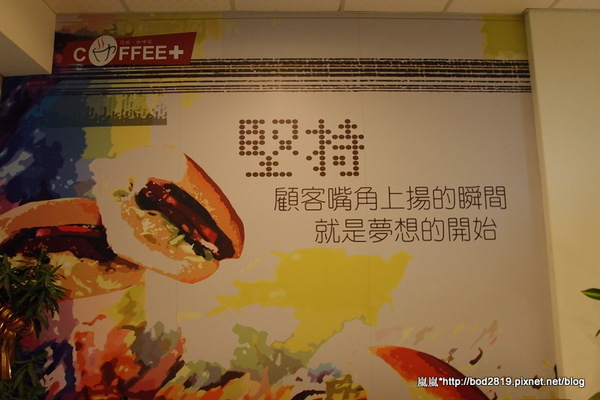 COFFEE+
堅持
顧客嘴角上揚的瞬間
就是夢想的開始
嵐嵐*http://bod2819.pixnet.net/blog